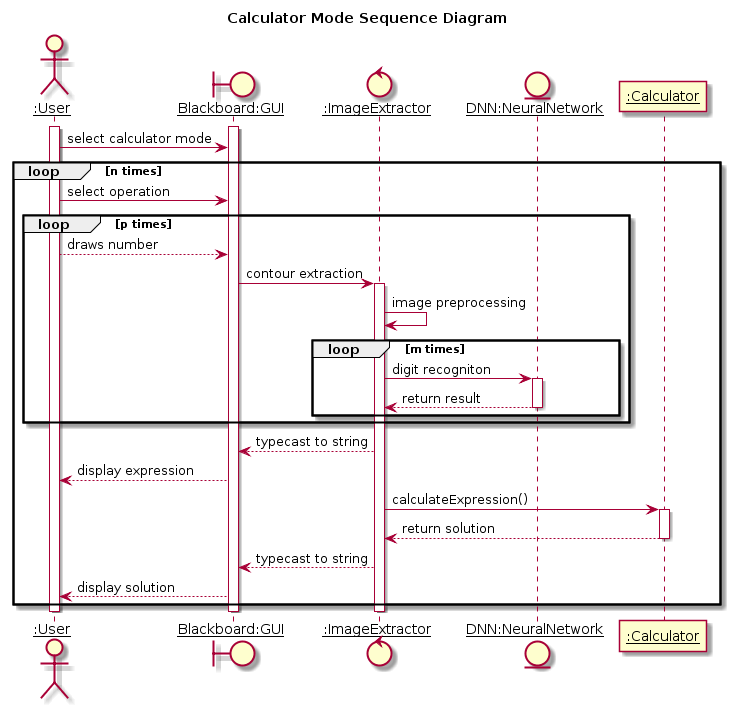 Calculator Mode Sequence Diagram
:User
Blackboard:GUI
:ImageExtractor
DNN:NeuralNetwork
:Calculator
select calculator mode
loop [n times]
select operation
loop [p times]
draws number
contour extraction
image preprocessing
loop [m times]
digit recogniton
return result
typecast to string
display expression
calculateExpression()
return solution
typecast to string
display solution
:User
Blackboard:GUI
:ImageExtractor
DNN:NeuralNetwork
:Calculator